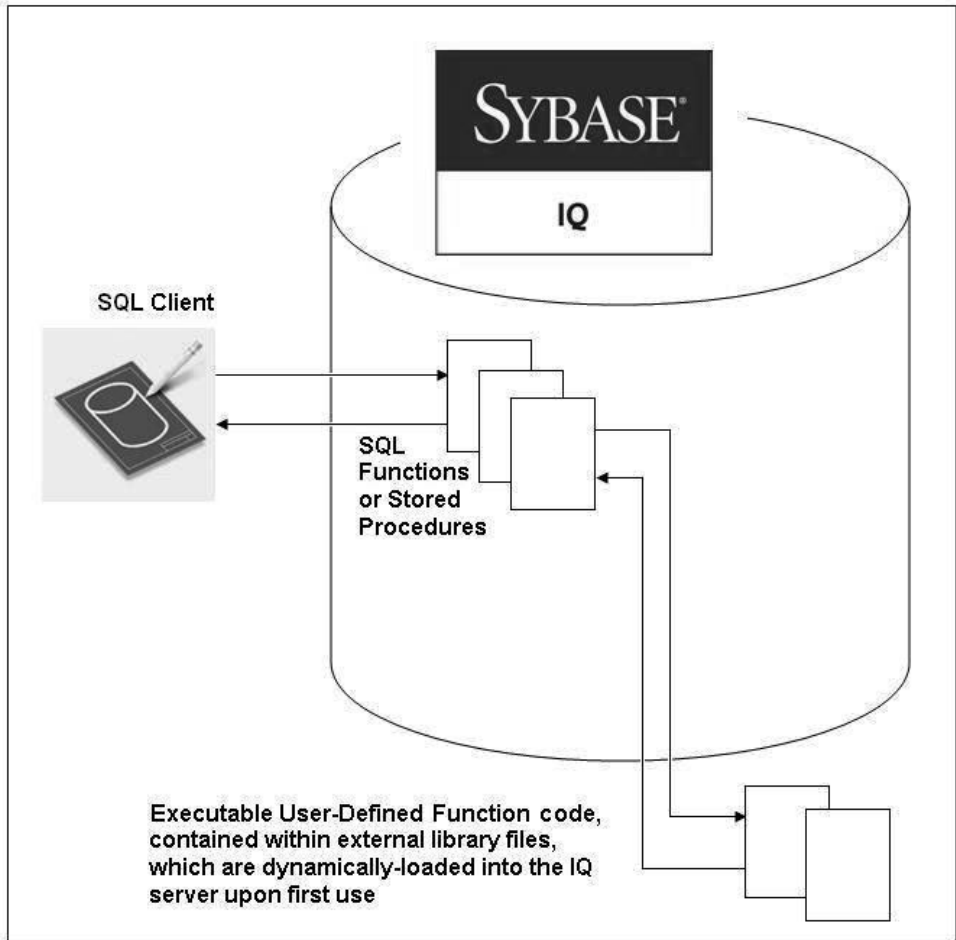 SYBASE®
IQ
SQL Client
SQL
Functions
or Stored
Procedures
Executable User-Defined Function code,
contained within external library files,
which are dynamically-loaded into the IQ
server upon first use